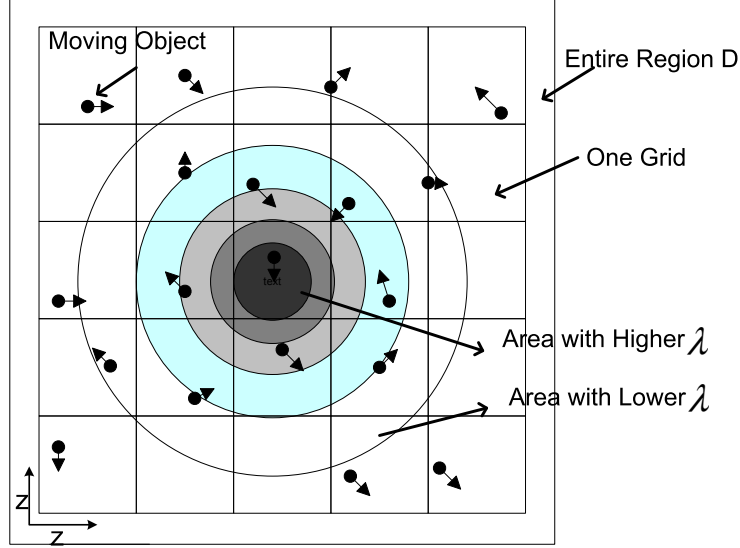 Moving Object
Entire Region D
One Grid
text
Area with Higher λ
Area with Lower λ
z
z